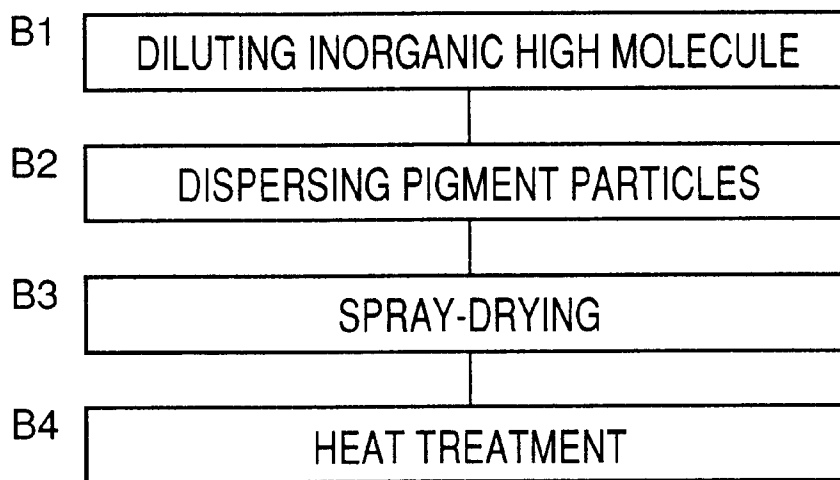 B1 DILUTING INORGANIC HIGH MOLECULE
B2 DISPERSING PIGMENT PARTICLES
B3 SPRAY-DRYING
B4 HEAT TREATMENT